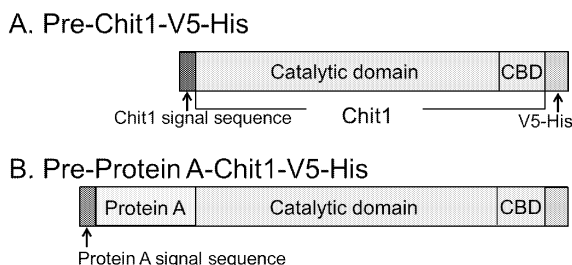 A. Pre-Chit1-V5-His
Catalytic domain CBD
Chit1 signal sequence Chit1 V5-His
B. Pre-Protein A-Chit1-V5-His
Protein A Catalytic domain CBD
Protein A signal sequence